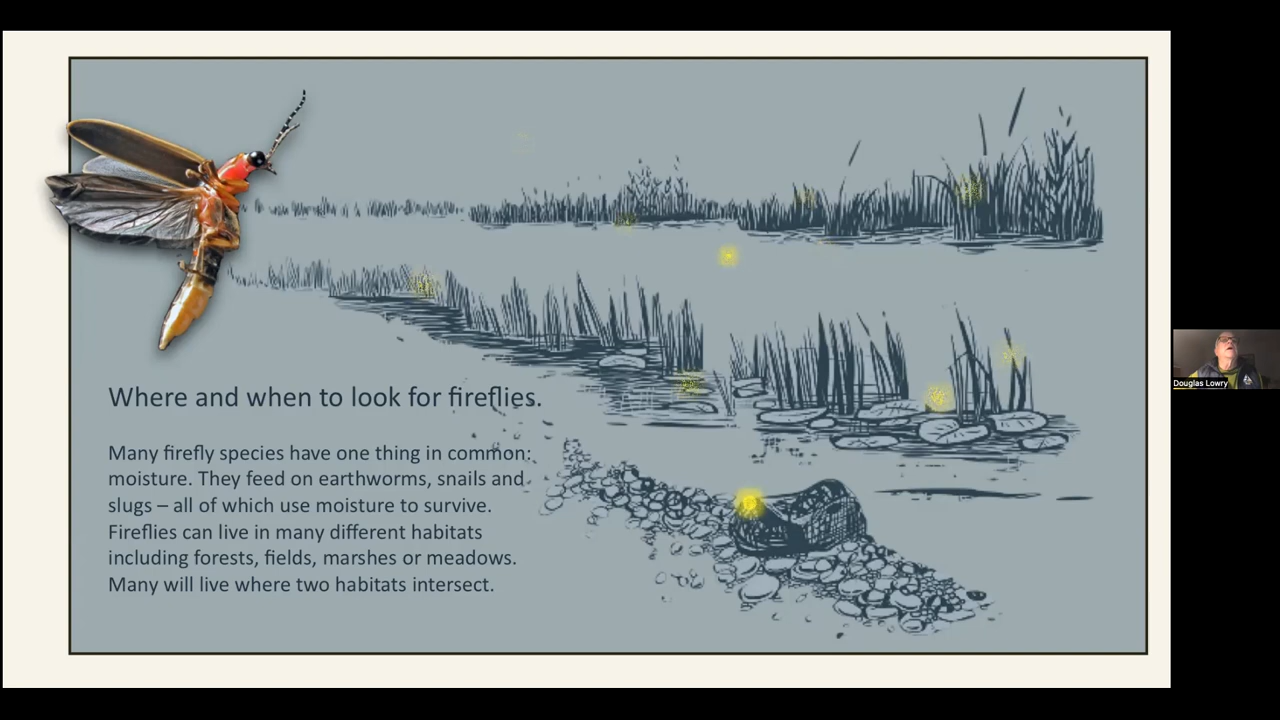 Where and when to look for fireflies.
Many firefly species have one thing in common:
moisture. They feed on earthworms, snails and
slugs – all of which use moisture to survive.
Fireflies can live in many different habitats
including forests, fields, marshes or meadows.
Many will live where two habitats intersect.
Douglas Lowry